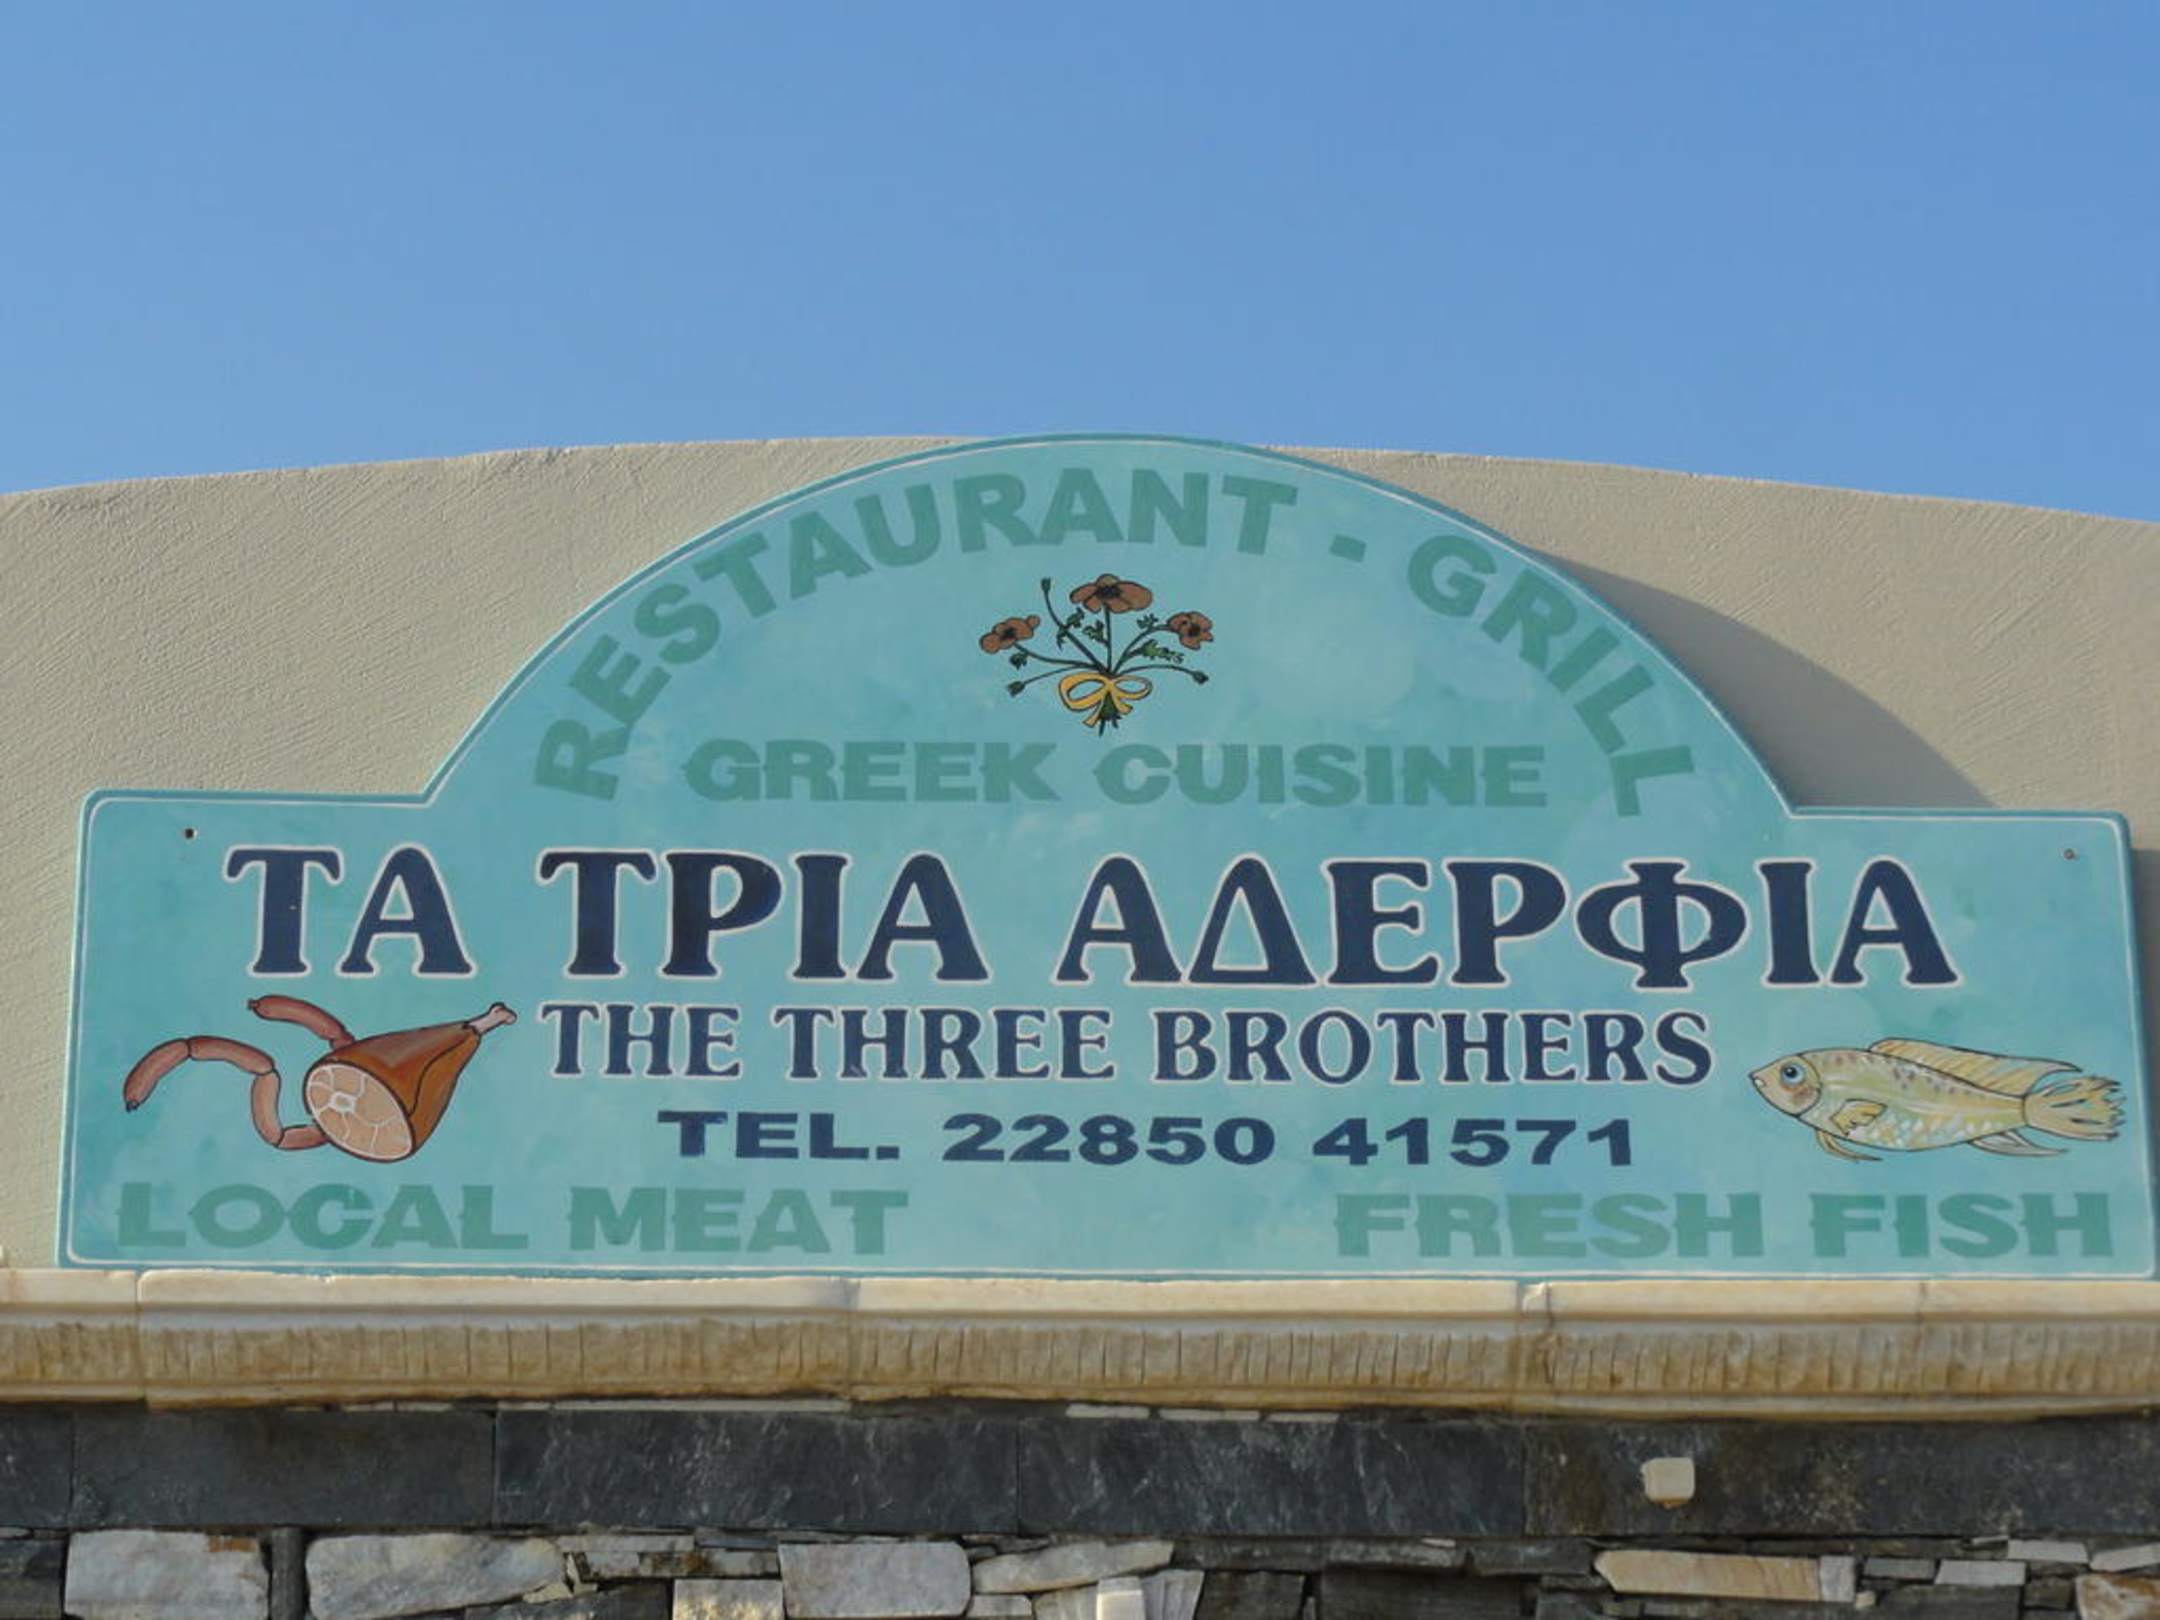 RESTAURANT - GRILL
GREEK CUISINE
ΤΑ ΤΡΙΑ ΑΔΕΡΦΙΑ
THE THREE BROTHERS
TEL. 22850 41571
LOCAL MEAT FRESH FISH